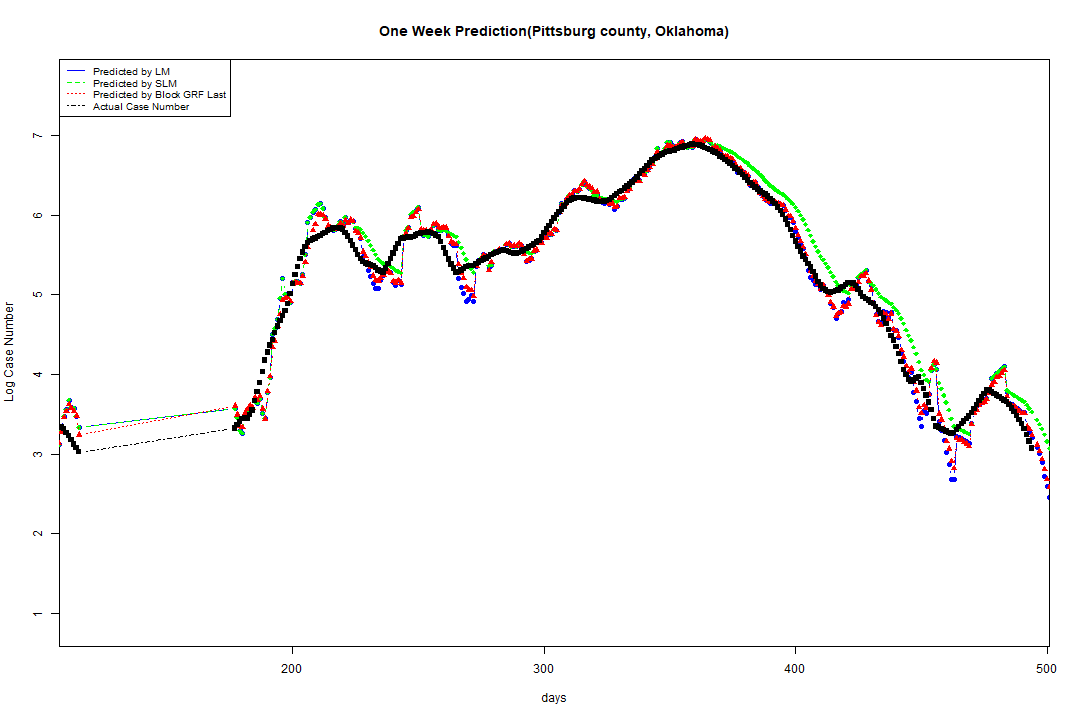 One Week Prediction(Pittsburg county, Oklahoma)
Predicted by LM
Predicted by SLM
Predicted by Block GRF Last
Actual Case Number
7
6
5
4
3
2
1
Log Case Number
200 300 400 500
days